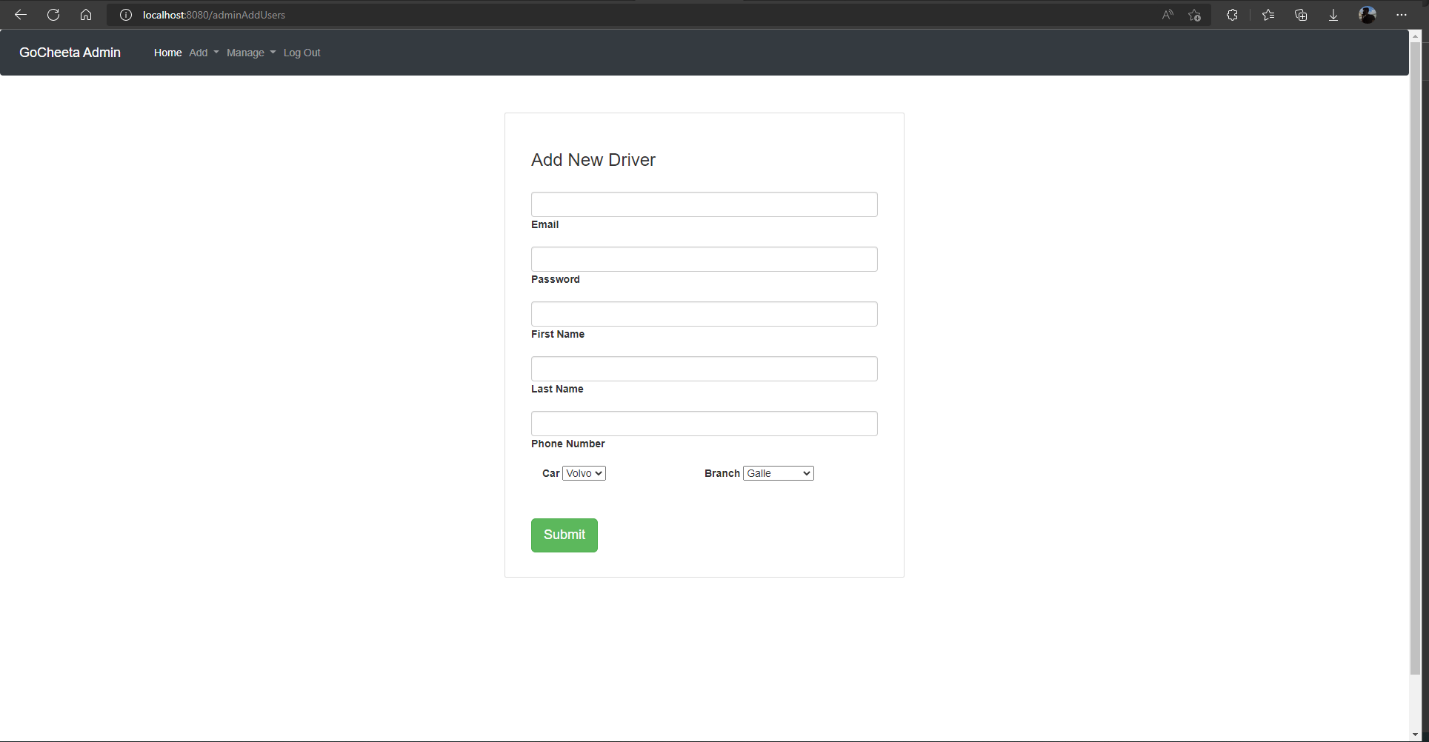 localhost:8080/adminAddUsers
GoCheeta Admin Home Add Manage Log Out
Add New Driver
Email
Password
First Name
Last Name
Phone Number
Car Volvo Branch Galle
Submit